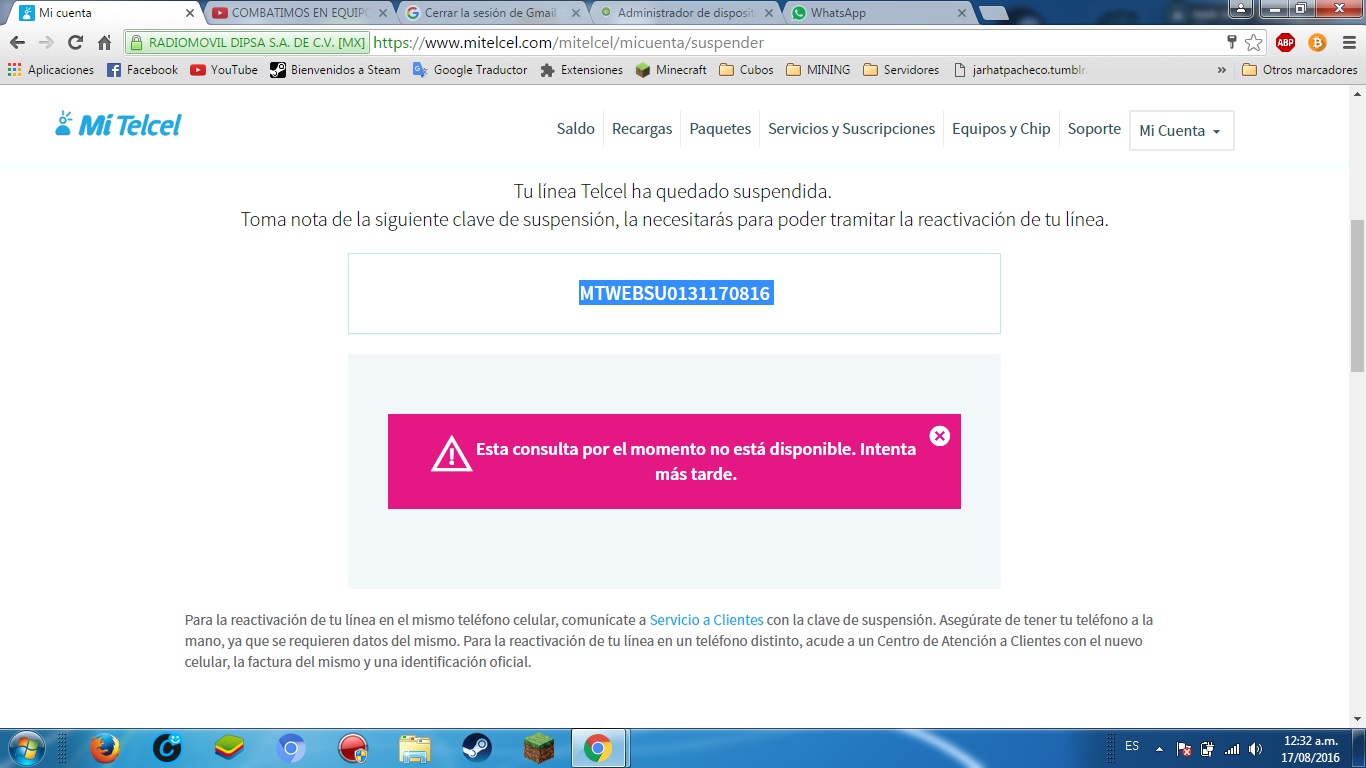 Mi cuenta
COMBATIMOS EN EQUIPO
Cerrar la sesión de Gmail
Administrador de disposit
WhatsApp
RADIOMOVIL DIPSA S.A. DE C.V. [MX]
https://www.mitelcel.com/mitelcel/micuenta/suspender
ABP
Aplicaciones
Facebook
YouTube
Bienvenidos a Steam
Google Traductor
Extensiones
Minecraft
Cubos
MINING
Servidores
jarhatpacheco.tumblr.
»
Otros marcadores
Mi Telcel
Saldo
Recargas
Paquetes
Servicios y Suscripciones
Equipos y Chip
Soporte
Mi Cuenta
Tu línea Telcel ha quedado suspendida.
Toma nota de la siguiente clave de suspensión, la necesitarás para poder tramitar la reactivación de tu línea.
MTWEBSU0131170816
Esta consulta por el momento no está disponible. Intenta
más tarde.
Para la reactivación de tu línea en el mismo teléfono celular, comunícate a Servicio a Clientes con la clave de suspensión. Asegúrate de tener tu teléfono a la
mano, ya que se requieren datos del mismo. Para la reactivación de tu línea en un teléfono distinto, acude a un Centro de Atención a Clientes con el nuevo
celular, la factura del mismo y una identificación oficial.
ES
12:32 a.m.
17/08/2016